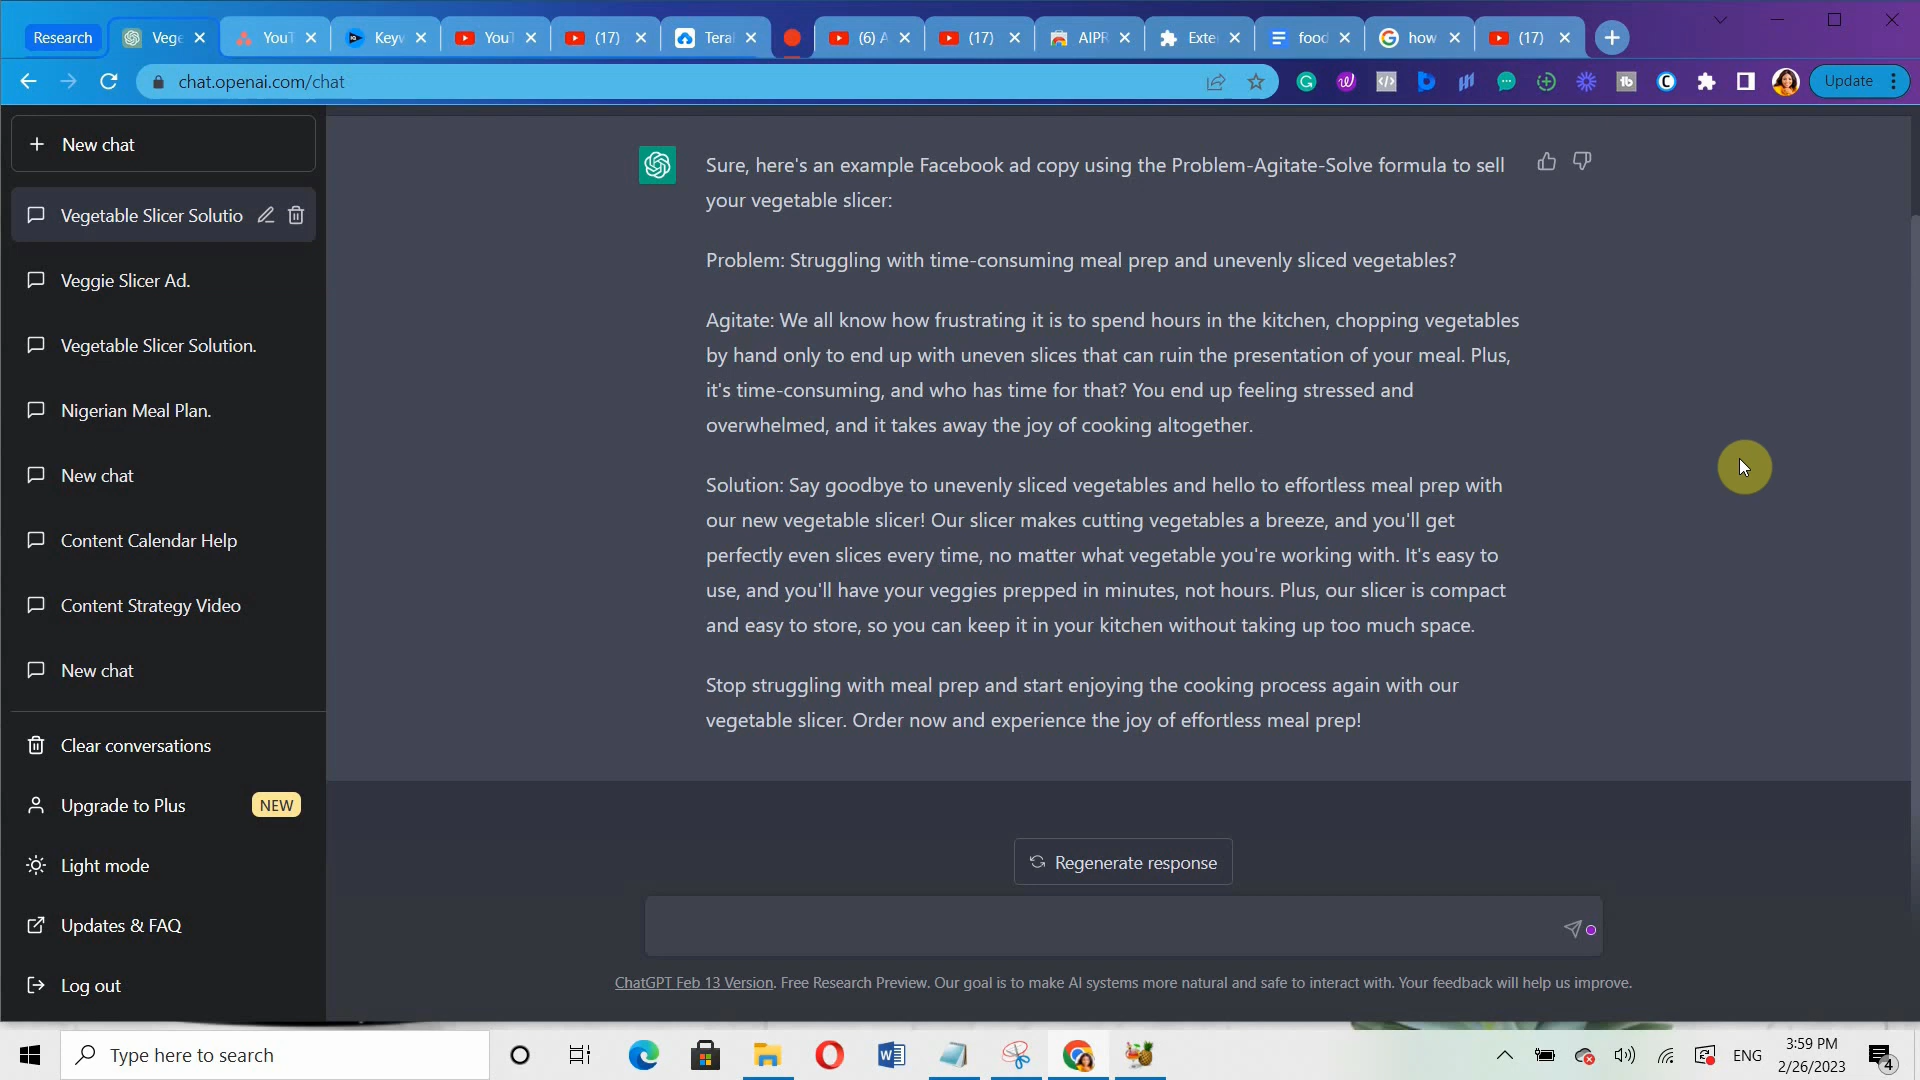 Research
Vege
YouT
Keyw
YouT
(17)
Tera
(6) A
(17)
AIPR
Exte
food
how
(17)
chat.openai.com/chat
Update
New chat
Vegetable Slicer Solutio
Veggie Slicer Ad.
Vegetable Slicer Solution.
Nigerian Meal Plan.
New chat
Content Calendar Help
Content Strategy Video
New chat
Clear conversations
Upgrade to Plus
NEW
Light mode
Updates & FAQ
Log out
Sure, here's an example Facebook ad copy using the Problem-Agitate-Solve formula to sell
your vegetable slicer:
Problem: Struggling with time-consuming meal prep and unevenly sliced vegetables?
Agitate: We all know how frustrating it is to spend hours in the kitchen, chopping vegetables
by hand only to end up with uneven slices that can ruin the presentation of your meal. Plus,
it's time-consuming, and who has time for that? You end up feeling stressed and
overwhelmed, and it takes away the joy of cooking altogether.
Solution: Say goodbye to unevenly sliced vegetables and hello to effortless meal prep with
our new vegetable slicer! Our slicer makes cutting vegetables a breeze, and you'll get
perfectly even slices every time, no matter what vegetable you're working with. It's easy to
use, and you'll have your veggies prepped in minutes, not hours. Plus, our slicer is compact
and easy to store, so you can keep it in your kitchen without taking up too much space.
Stop struggling with meal prep and start enjoying the cooking process again with our
vegetable slicer. Order now and experience the joy of effortless meal prep!
Regenerate response
ChatGPT Feb 13 Version. Free Research Preview. Our goal is to make AI systems more natural and safe to interact with. Your feedback will help us improve.
Type here to search
ENG
3:59 PM
2/26/2023
4